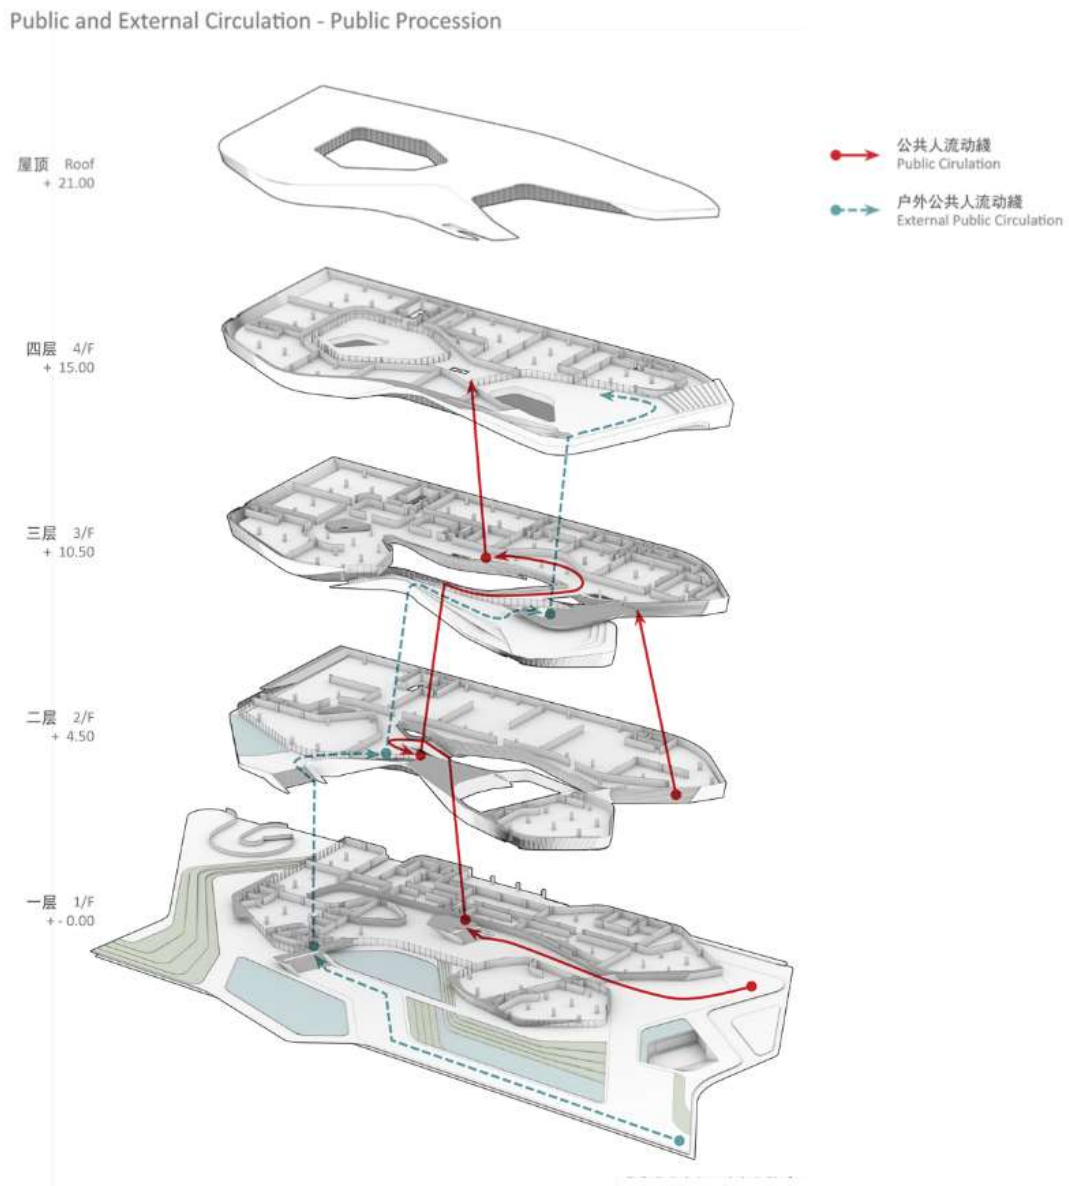 Public and External Circulation - Public Procession
屋顶 Roof
+ 21.00
公共人流动綫
Public Cirulation
户外公共人流动綫
External Public Circulation
四层 4/F
+ 15.00
三层 3/F
+ 10.50
二层 2/F
+ 4.50
一层 1/F
+- 0.00